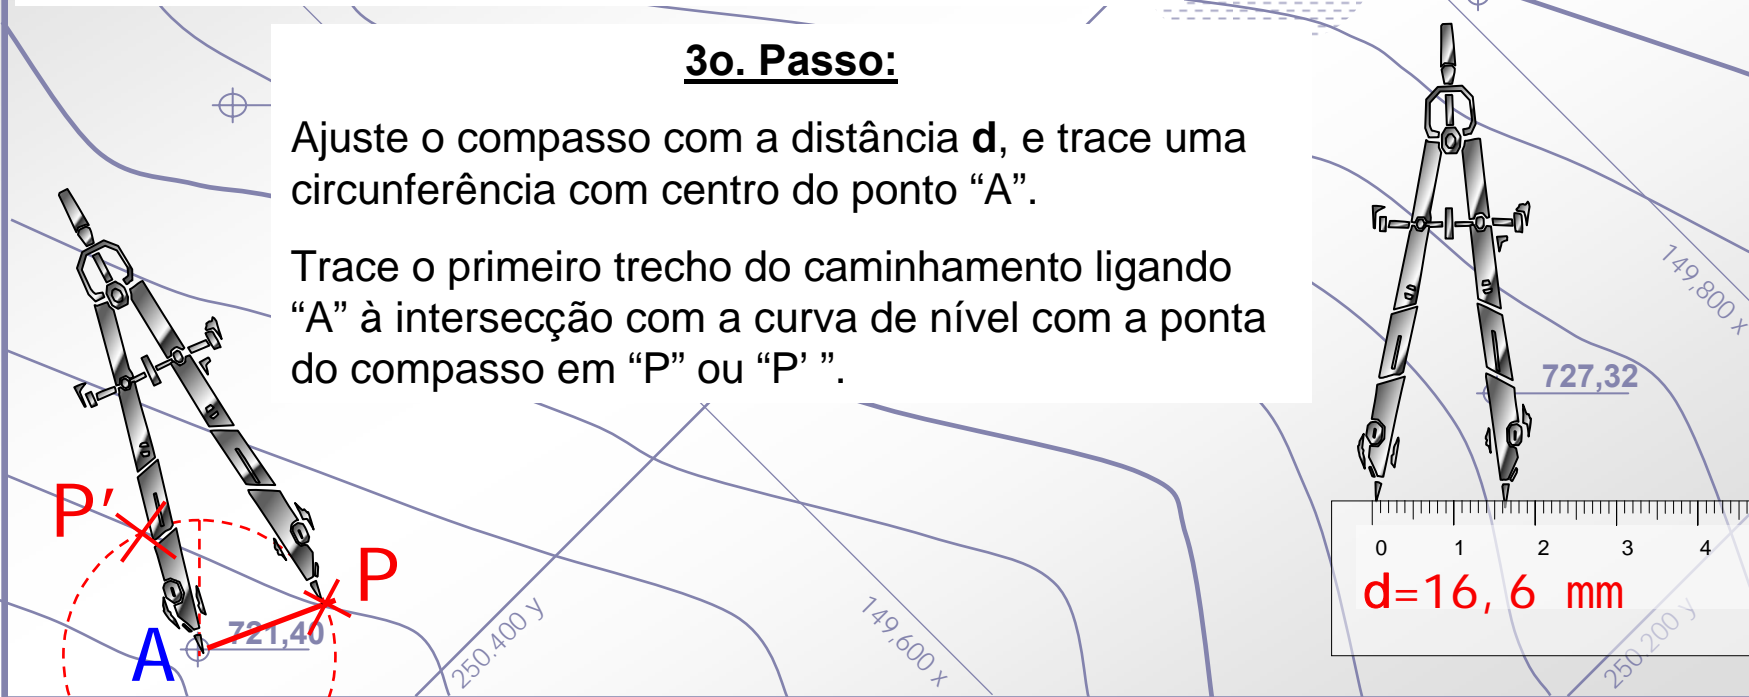 3o. Passo:
Ajuste o compasso com a distância d, e trace uma
circunferência com centro do ponto “A”.
Trace o primeiro trecho do caminhamento ligando
“A” à intersecção com a curva de nível com a ponta
do compasso em “P” ou “P’ ”.
149,800 x
727,32
P'
P
A
721,40
250.400 y
149,600 x
0 1 2 3 4
d=16,6 mm
250.200 y